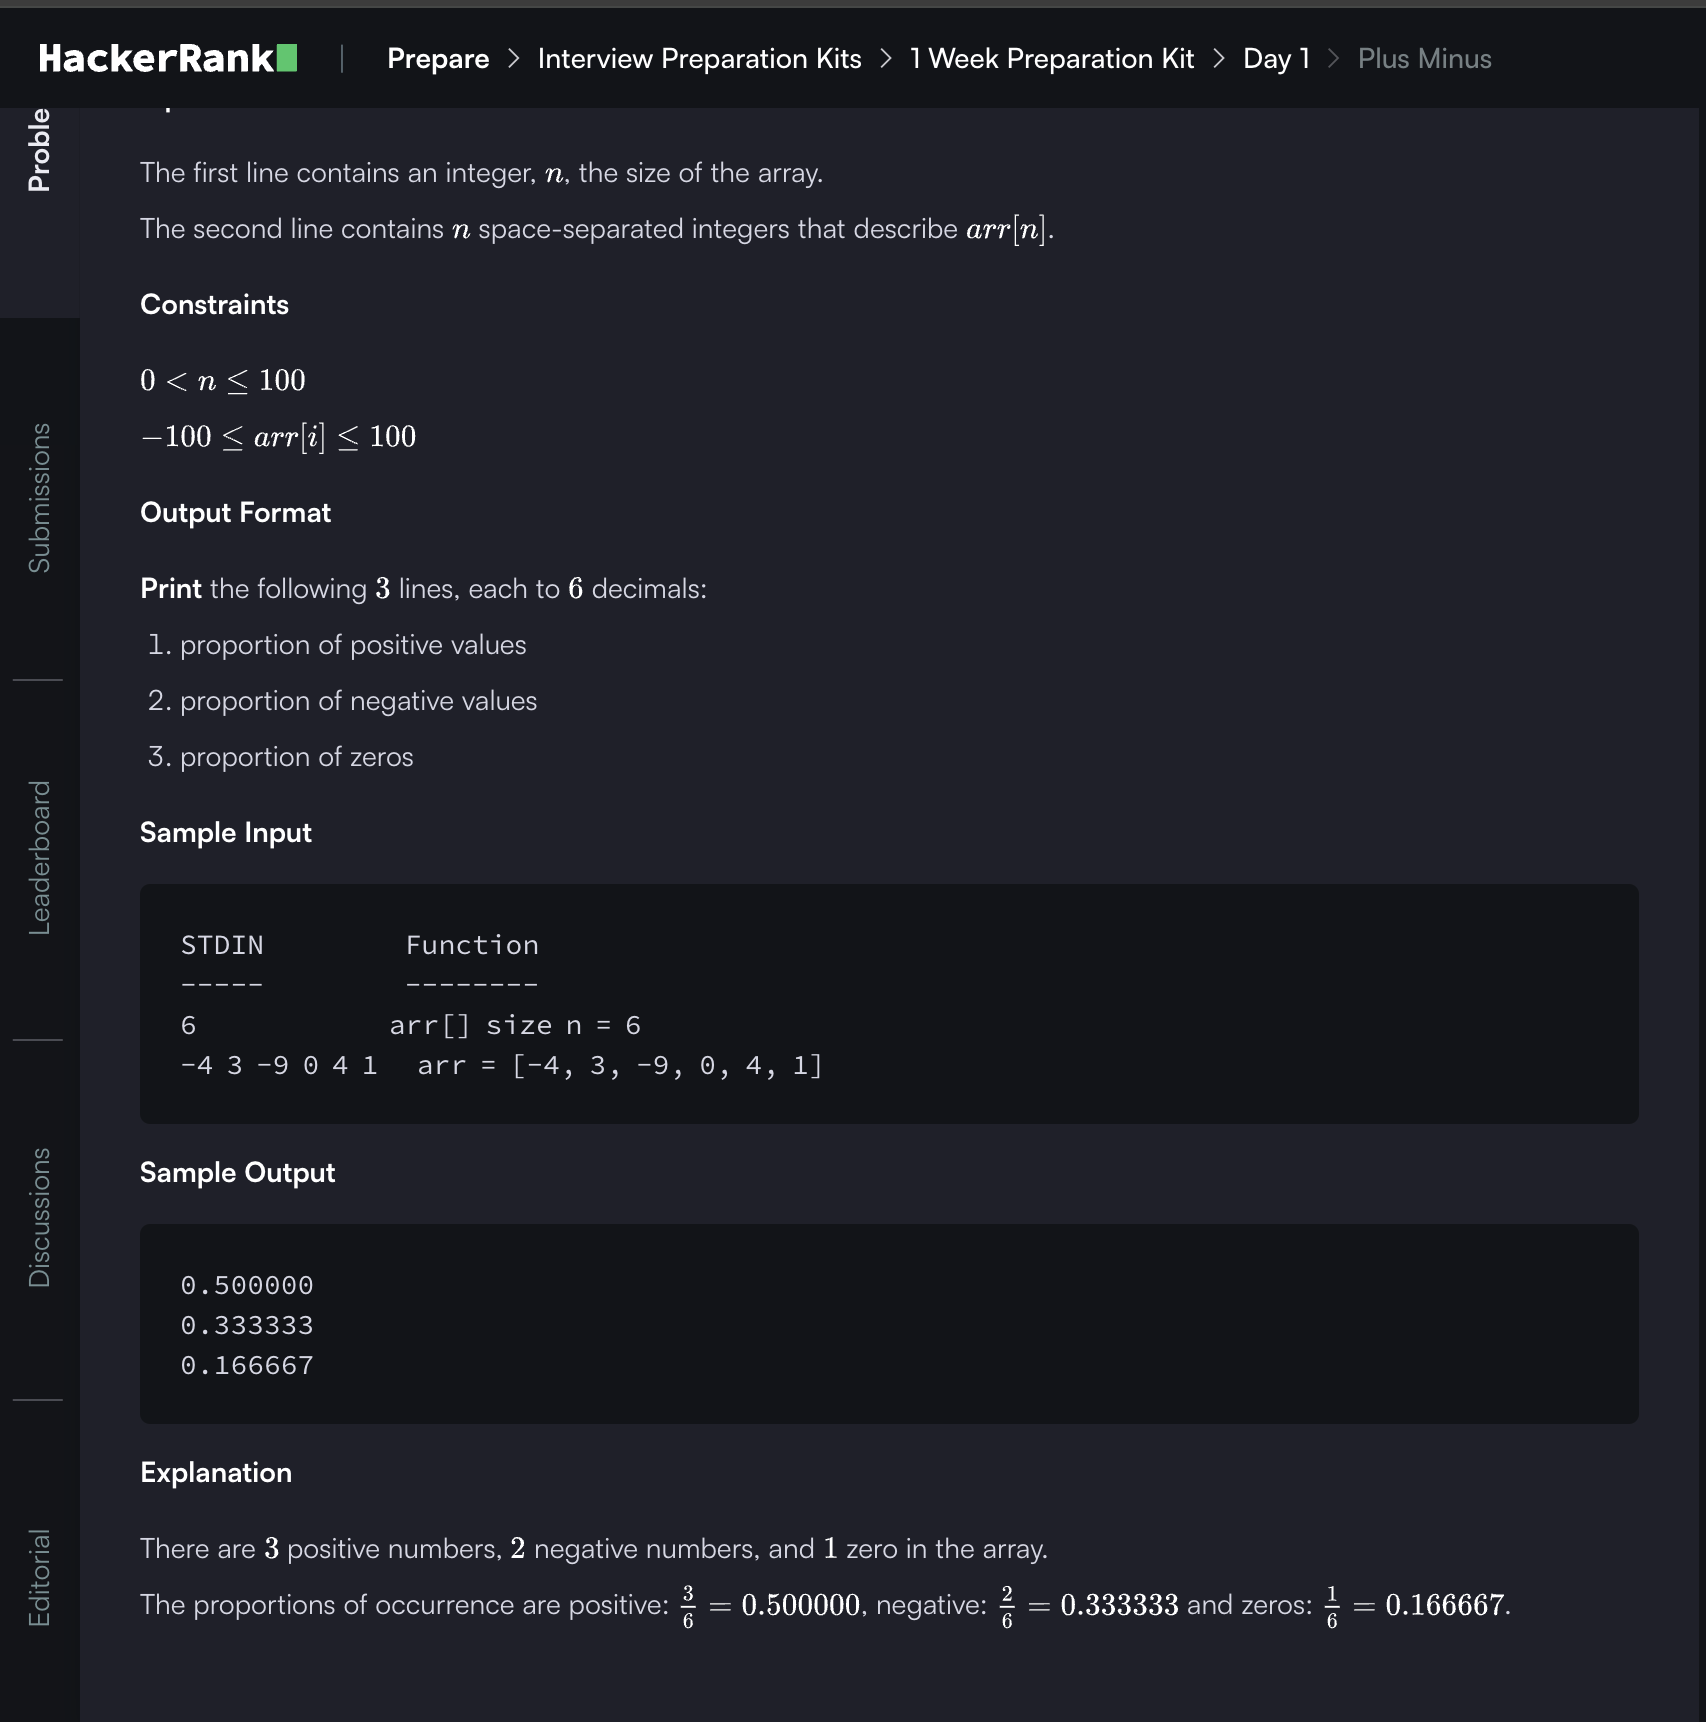 HackerRank | Prepare > Interview Preparation Kits > 1 Week Preparation Kit > Day 1 > Plus Minus
Proble
Submissions
Leaderboard
Discussions
Editorial
The first line contains an integer, n, the size of the array.
The second line contains n space-separated integers that describe arr[n].
Constraints
0 < n ≤ 100
−100 ≤ arr[i] ≤ 100
Output Format
Print the following 3 lines, each to 6 decimals:
1. proportion of positive values
2. proportion of negative values
3. proportion of zeros
Sample Input
STDIN         Function
-----         --------
6            arr[] size n = 6
-4 3 -9 0 4 1  arr = [-4, 3, -9, 0, 4, 1]
Sample Output
0.500000
0.333333
0.166667
Explanation
There are 3 positive numbers, 2 negative numbers, and 1 zero in the array.
The proportions of occurrence are positive: 3/6 = 0.500000, negative: 2/6 = 0.333333 and zeros: 1/6 = 0.166667.